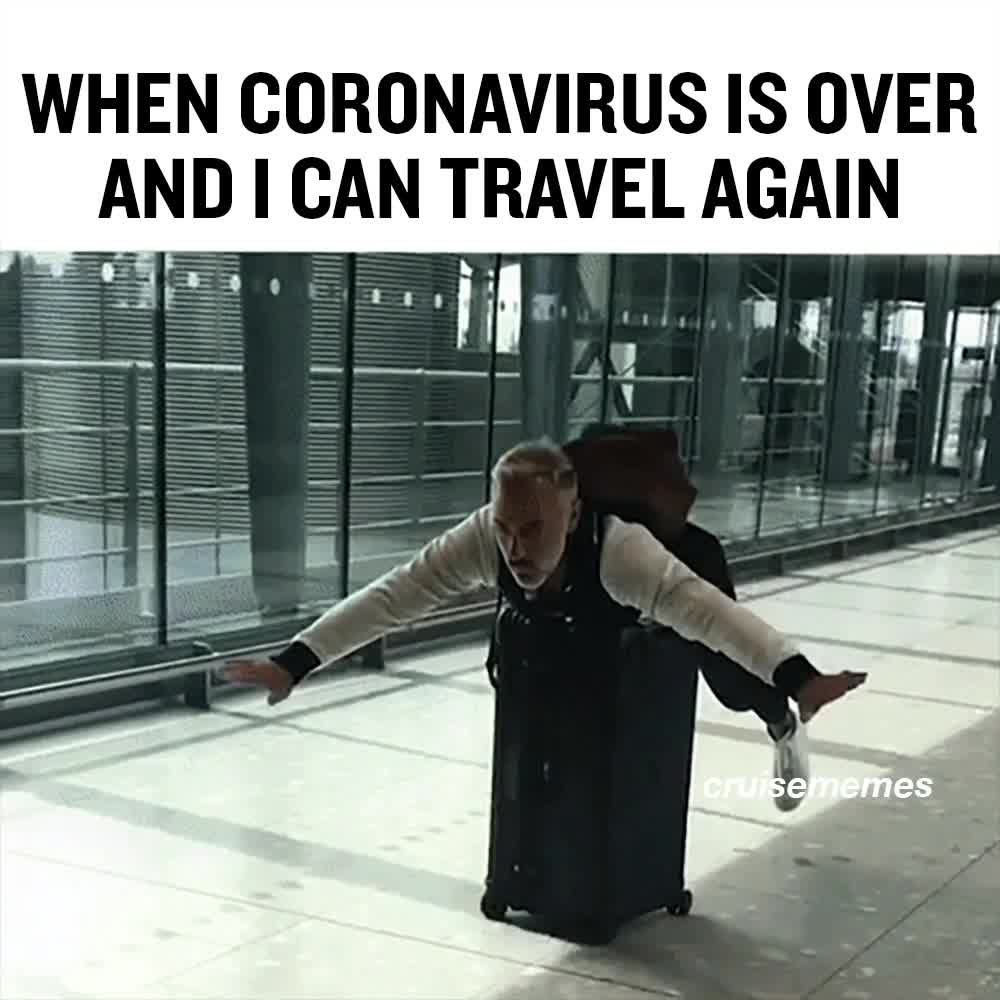 WHEN CORONAVIRUS IS OVER
AND I CAN TRAVEL AGAIN
cruisememes